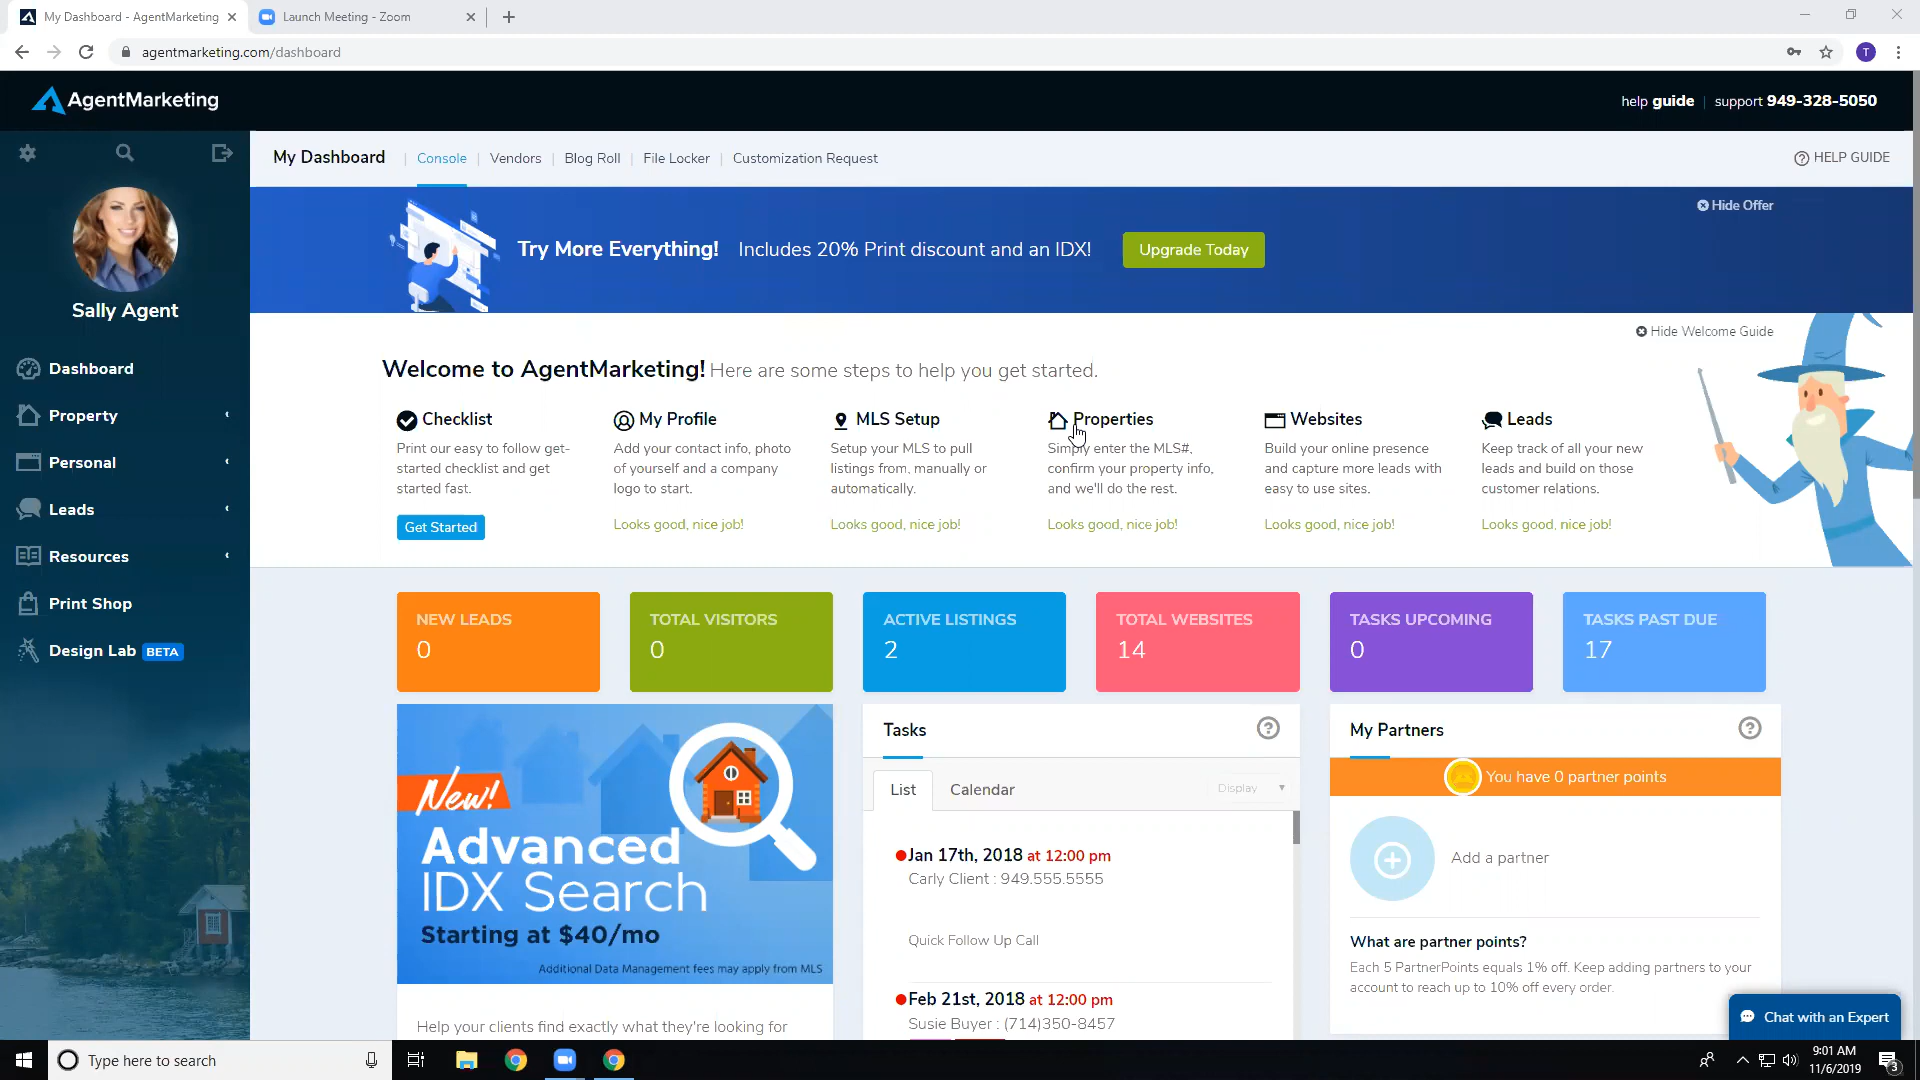 My Dashboard - AgentMarketing
Launch Meeting - Zoom
agentmarketing.com/dashboard
T
AgentMarketing
help guide | support 949-328-5050
My Dashboard | Console | Vendors | Blog Roll | File Locker | Customization Request
HELP GUIDE
Hide Offer
Try More Everything! Includes 20% Print discount and an IDX!
Upgrade Today
Sally Agent
Dashboard
Property
Personal
Leads
Resources
Print Shop
Design Lab BETA
Hide Welcome Guide
Welcome to AgentMarketing! Here are some steps to help you get started.
Checklist
Print our easy to follow get-
started checklist and get
started fast.
Get Started
My Profile
Add your contact info, photo
of yourself and a company
logo to start.
Looks good, nice job!
MLS Setup
Setup your MLS to pull
listings from, manually or
automatically.
Looks good, nice job!
Properties
Simply enter the MLS#,
confirm your property info,
and we'll do the rest.
Looks good, nice job!
Websites
Build your online presence
and capture more leads with
easy to use sites.
Looks good, nice job!
Leads
Keep track of all your new
leads and build on those
customer relations.
Looks good, nice job!
NEW LEADS
0
TOTAL VISITORS
0
ACTIVE LISTINGS
2
TOTAL WEBSITES
14
TASKS UPCOMING
0
TASKS PAST DUE
17
New!
Advanced
IDX Search
Starting at $40/mo
Additional Data Management fees may apply from MLS
Help your clients find exactly what they're looking for
Tasks
List
Calendar
Display
Jan 17th, 2018 at 12:00 pm
Carly Client : 949.555.5555
Quick Follow Up Call
Feb 21st, 2018 at 12:00 pm
Susie Buyer : (714)350-8457
My Partners
You have 0 partner points
Add a partner
What are partner points?
Each 5 PartnerPoints equals 1% off. Keep adding partners to your
account to reach up to 10% off every order.
Chat with an Expert
Type here to search
9:01 AM
11/6/2019
3